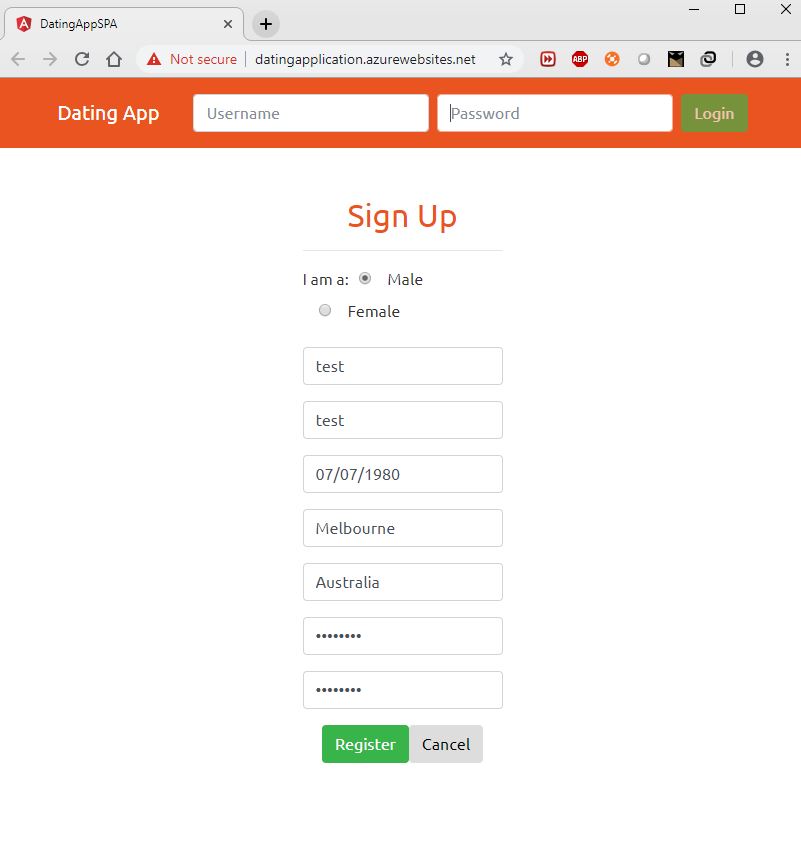 DatingAppSPA
Not secure datingapplication.azurewebsites.net ABP
Dating App Username Password Login
Sign Up
I am a: Male
Female
test
test
07/07/1980
Melbourne
Australia
••••••••
••••••••
Register Cancel